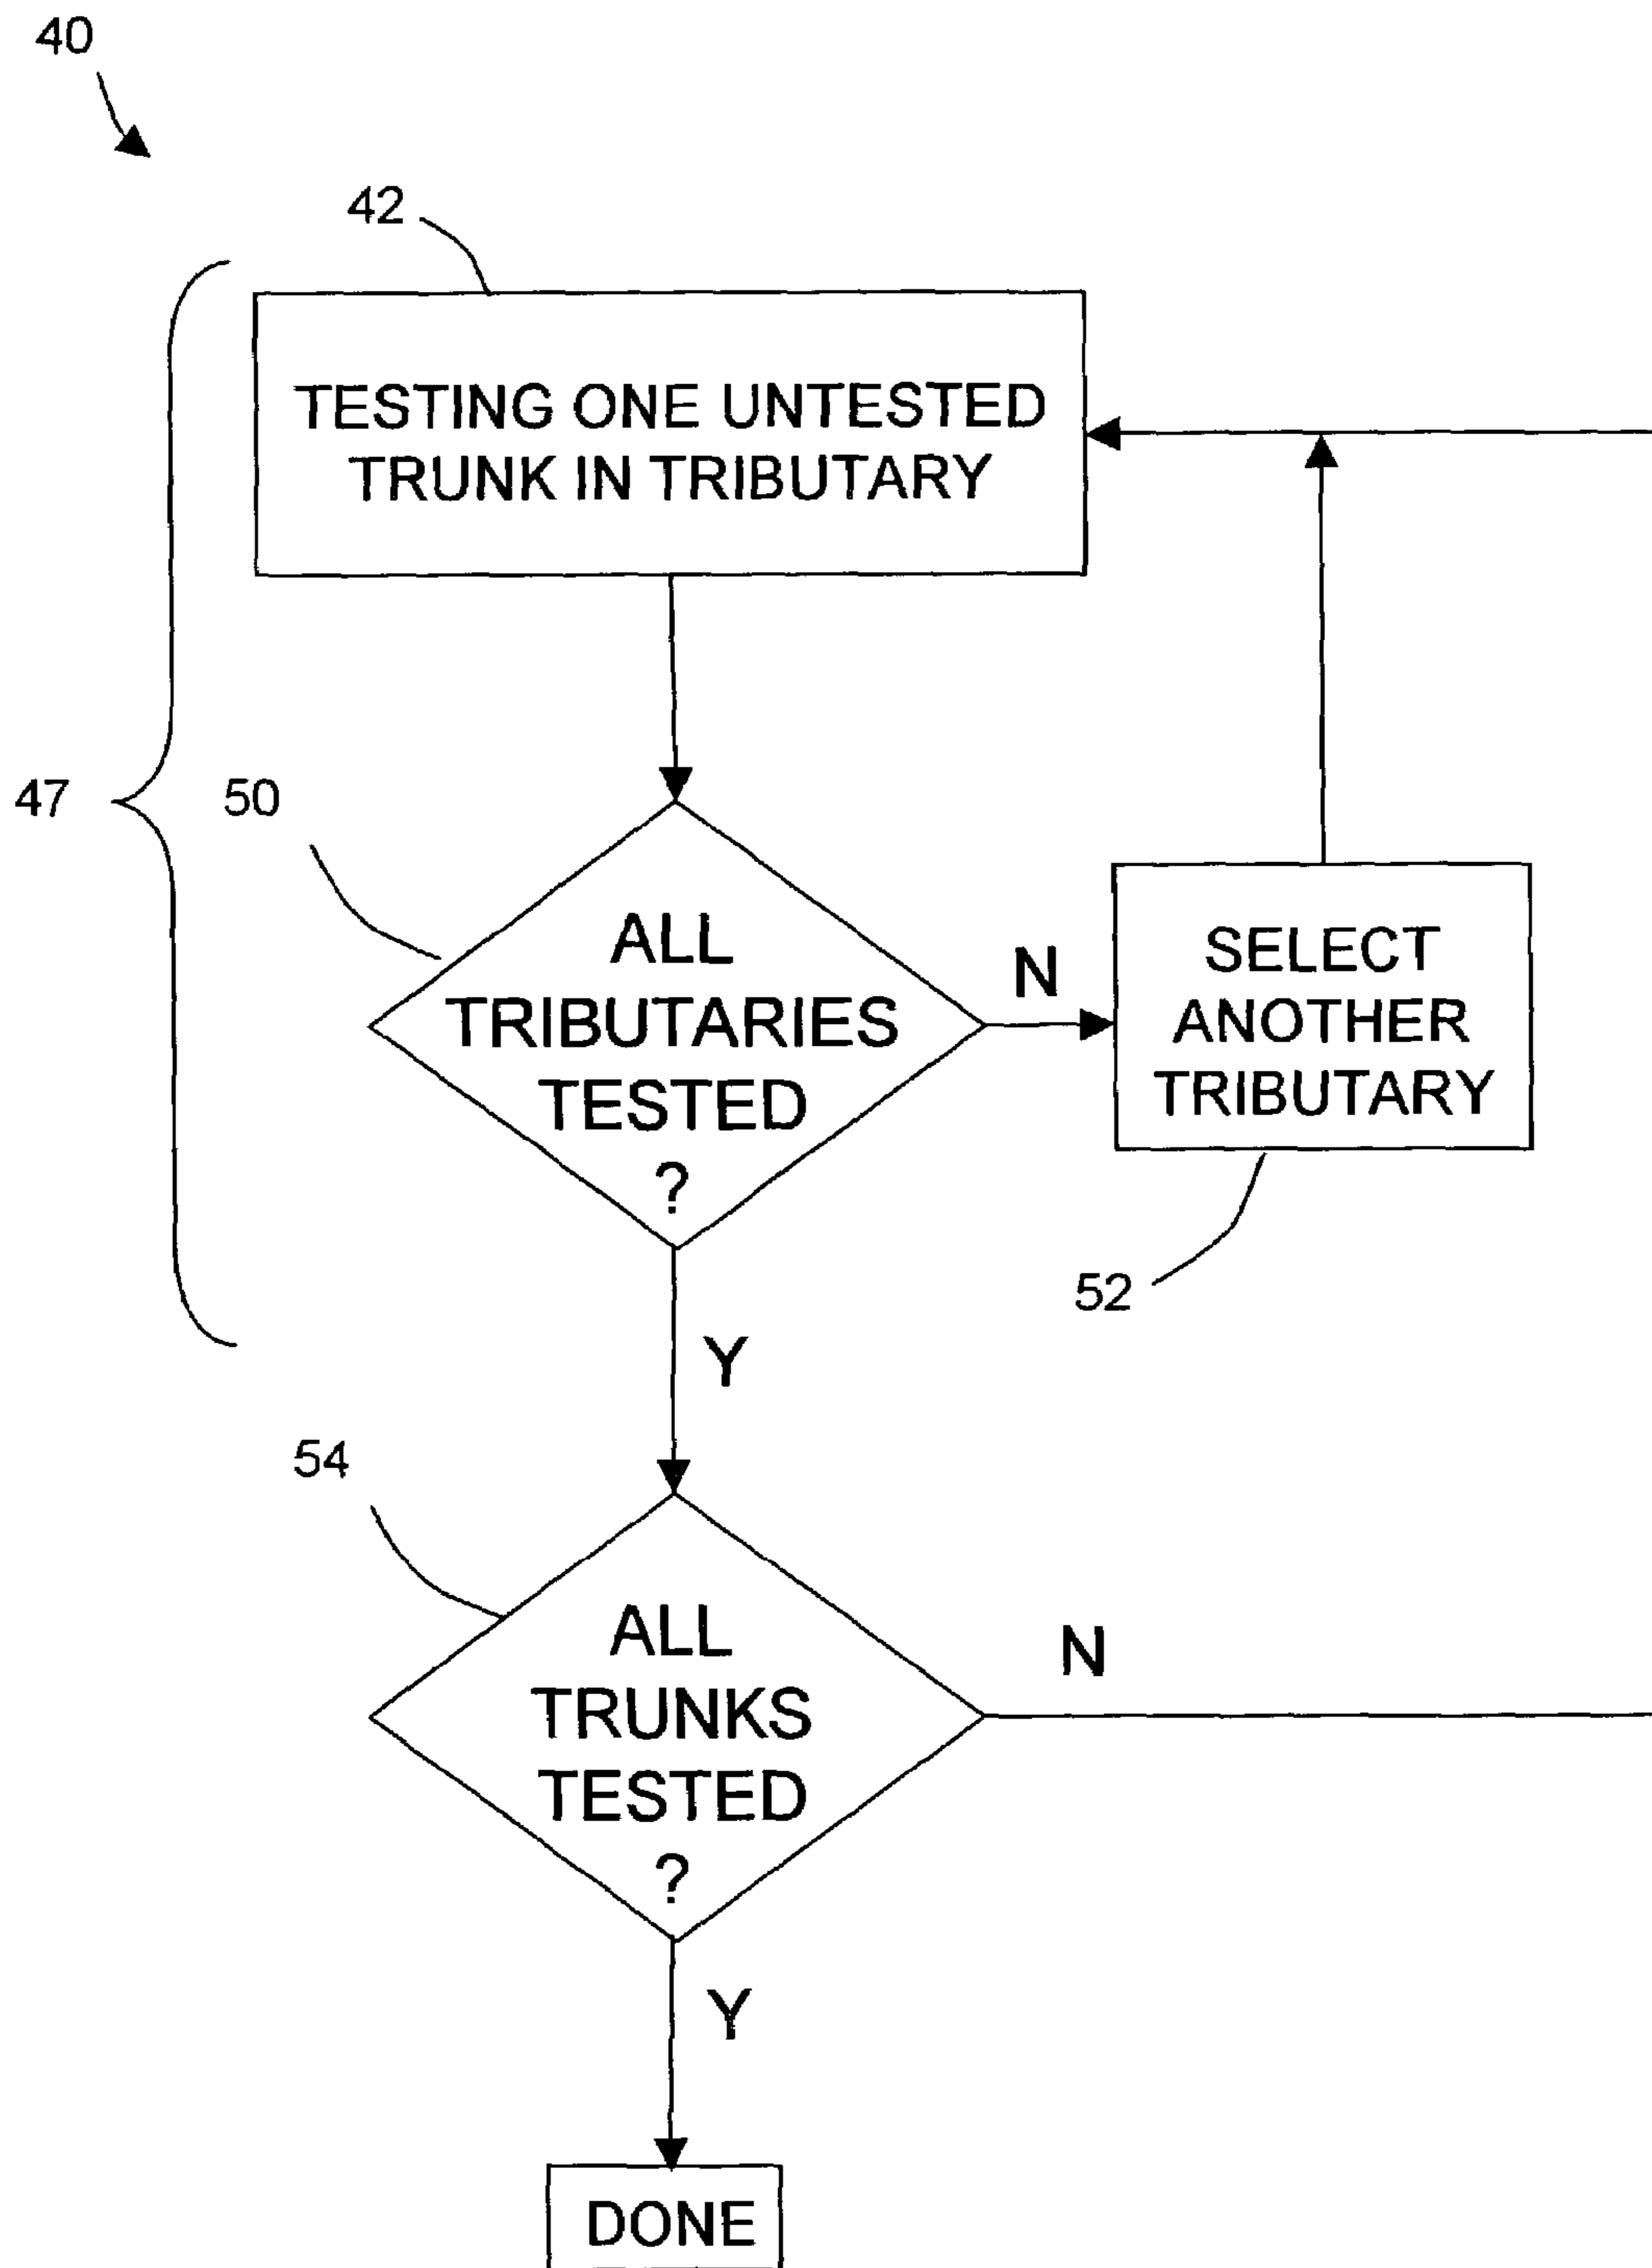 40
42
TESTING ONE UNTESTED
TRUNK IN TRIBUTARY
47
50
ALL
TRIBUTARIES
TESTED
?
N
SELECT
ANOTHER
TRIBUTARY
52
Y
54
ALL
TRUNKS
TESTED
?
N
Y
DONE